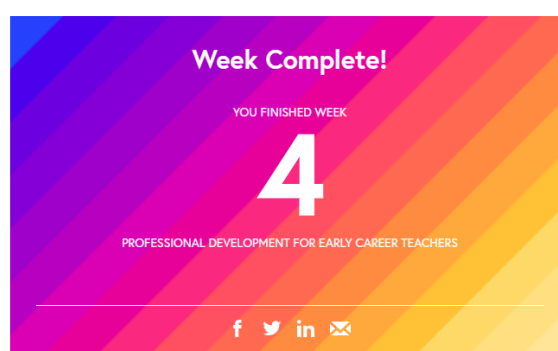 Week Complete!
YOU FINISHED WEEK
4
PROFESSIONAL DEVELOPMENT FOR EARLY CAREER TEACHERS